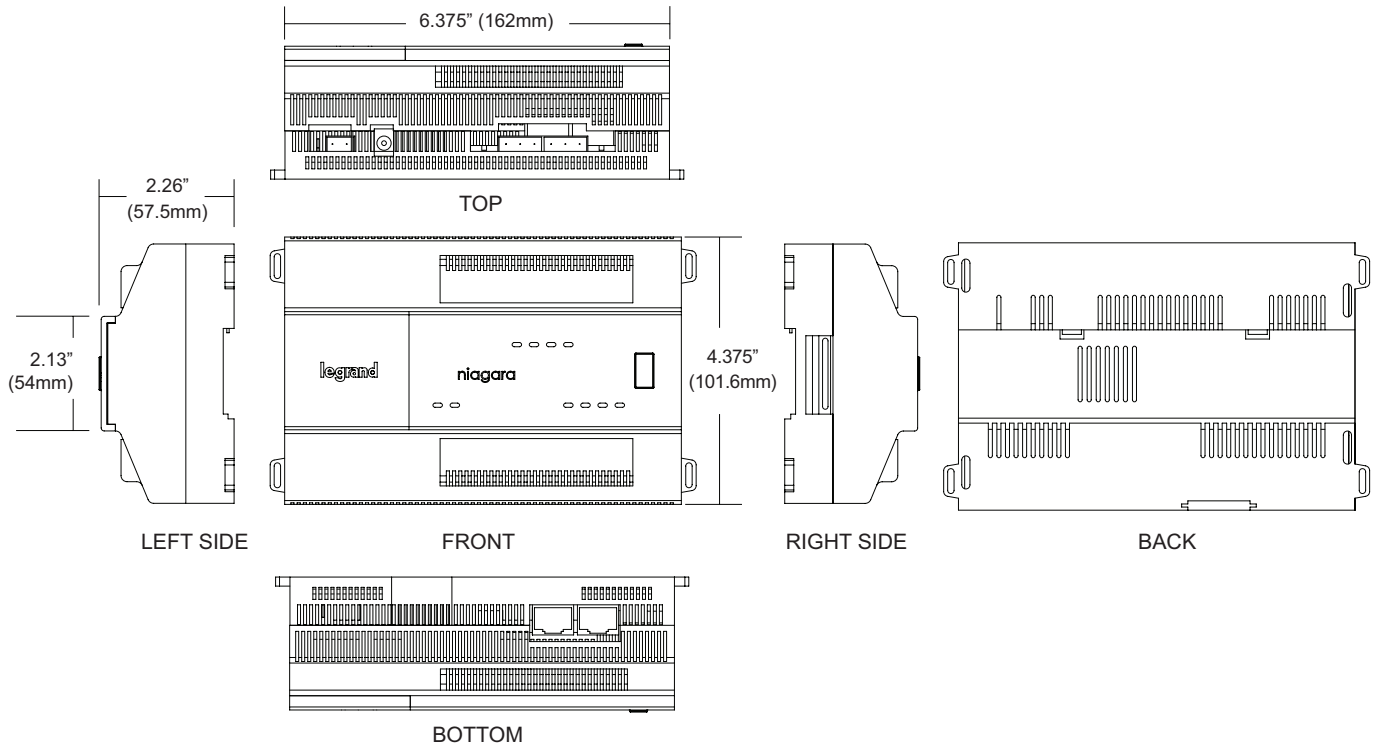 6.375” (162mm)
TOP
2.26”
(57.5mm)
2.13”
(54mm)
legrand
niagara
4.375”
(101.6mm)
LEFT SIDE
FRONT
RIGHT SIDE
BACK
BOTTOM